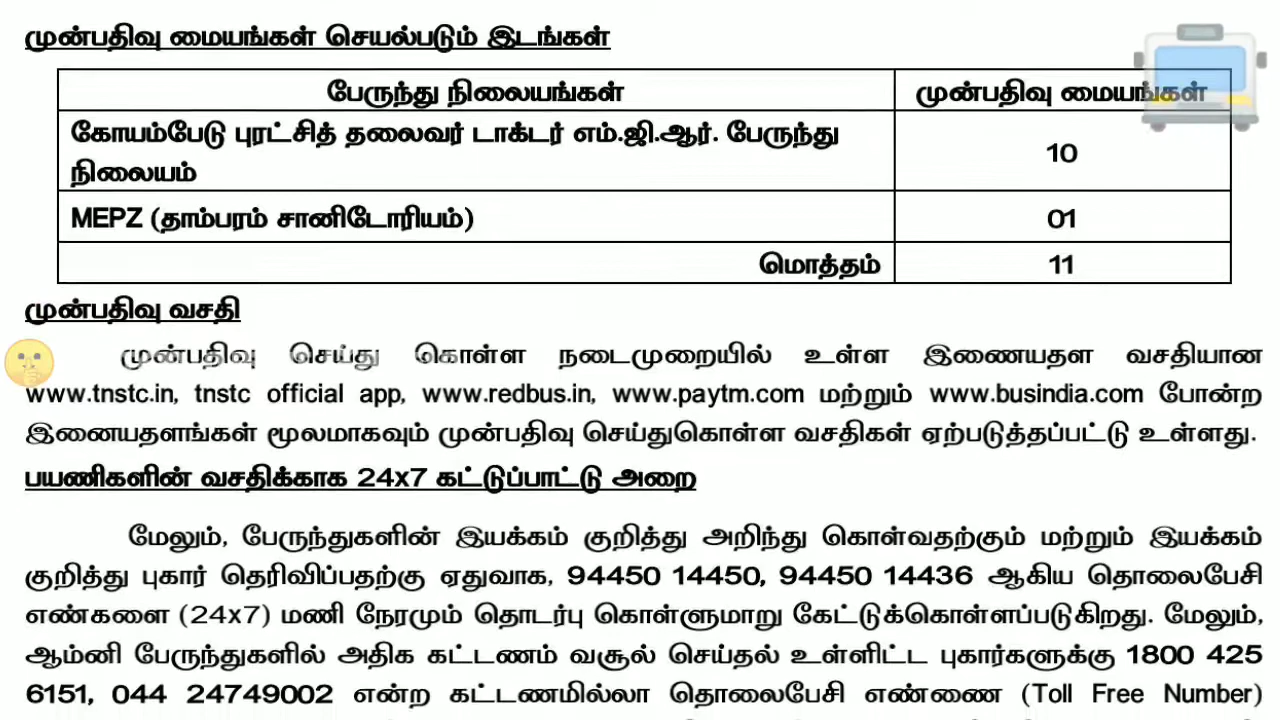 முன்பதிவு மையங்கள் செயல்படும் இடங்கள்
பேருந்து நிலையங்கள் முன்பதிவு மையங்கள்
கோயம்பேடு புரட்சித் தலைவர் டாக்டர் எம்.ஜி.ஆர். பேருந்து
நிலையம் 10
MEPZ (தாம்பரம் சானிடோரியம்) 01
மொத்தம் 11
முன்பதிவு வசதி
முன்பதிவு செய்து கொள்ள நடைமுறையில் உள்ள இணையதள வசதியான
www.tnstc.in, tnstc official app, www.redbus.in, www.paytm.com மற்றும் www.busindia.com போன்ற
இனையதளங்கள் மூலமாகவும் முன்பதிவு செய்துகொள்ள வசதிகள் ஏற்படுத்தப்பட்டு உள்ளது.
பயணிகளின் வசதிக்காக 24x7 கட்டுப்பாட்டு அறை
மேலும், பேருந்துகளின் இயக்கம் குறித்து அறிந்து கொள்வதற்கும் மற்றும் இயக்கம்
குறித்து புகார் தெரிவிப்பதற்கு ஏதுவாக, 94450 14450, 94450 14436 ஆகிய தொலைபேசி
எண்களை (24x7) மணி நேரமும் தொடர்பு கொள்ளுமாறு கேட்டுக்கொள்ளப்படுகிறது. மேலும்,
ஆம்னி பேருந்துகளில் அதிக கட்டணம் வசூல் செய்தல் உள்ளிட்ட புகார்களுக்கு 1800 425
6151, 044 24749002 என்ற கட்டணமில்லா தொலைபேசி எண்ணை (Toll Free Number)